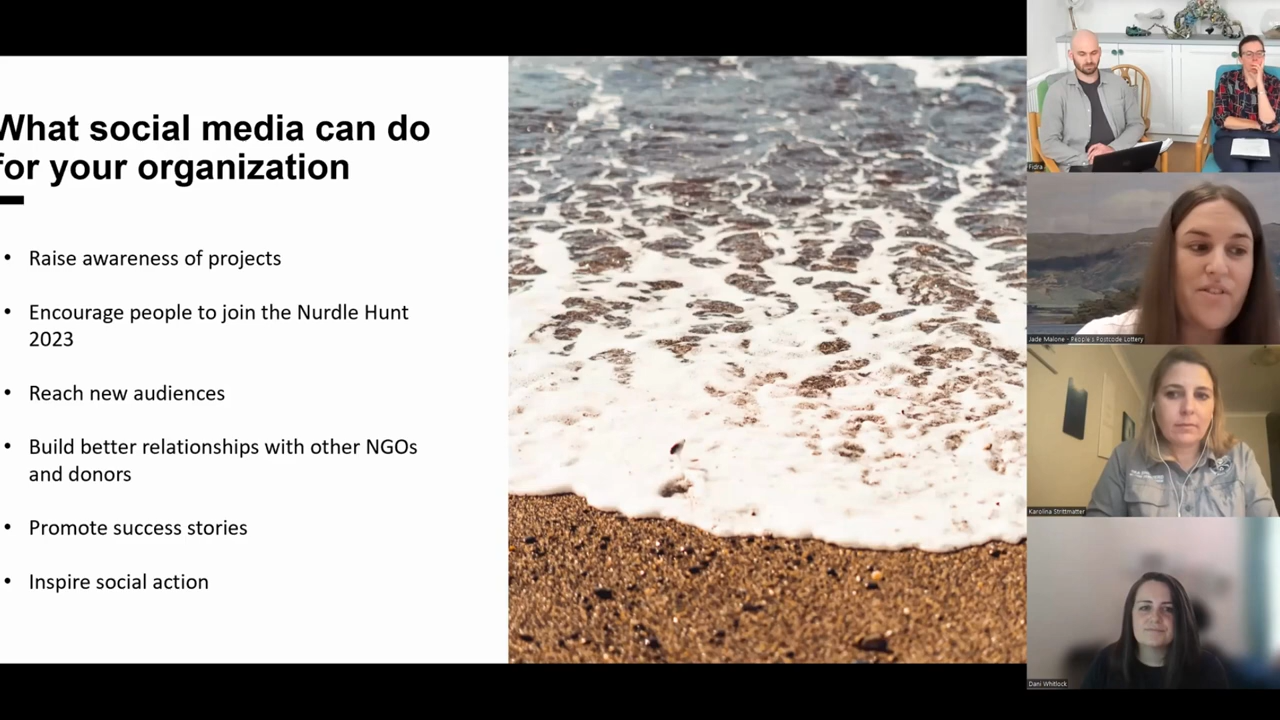 What social media can do
for your organization
• Raise awareness of projects
• Encourage people to join the Nurdle Hunt
2023
• Reach new audiences
• Build better relationships with other NGOs
and donors
• Promote success stories
• Inspire social action
Fidra
Jade Malone - People's Postcode Lottery
Karolina Strittmatter
Dani Whitlock